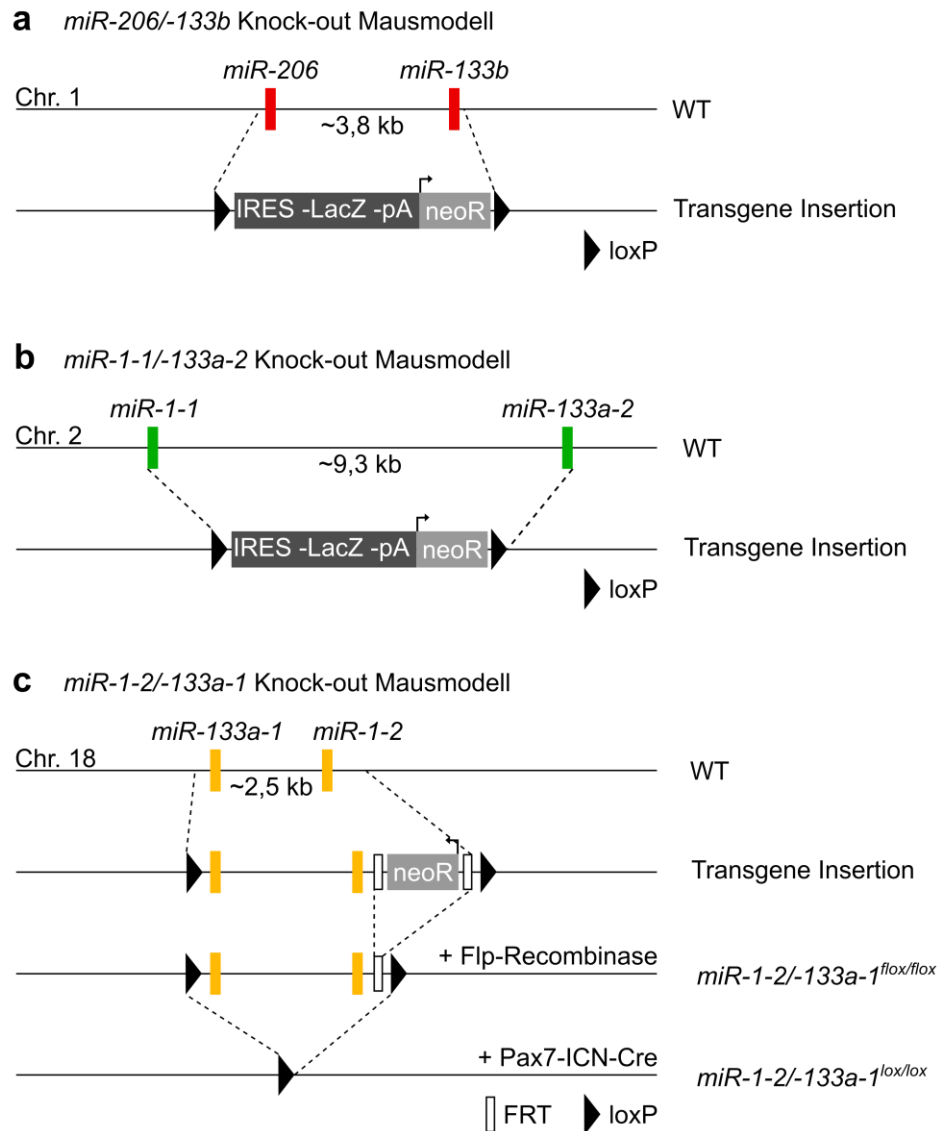 a miR-206/-133b Knock-out Mausmodell
miR-206 miR-133b
Chr. 1
~3,8 kb
WT
IRES -LacZ -pA neoR
Transgene Insertion
loxP
b miR-1-1/-133a-2 Knock-out Mausmodell
miR-1-1 miR-133a-2
Chr. 2
~9,3 kb
WT
IRES -LacZ -pA neoR
Transgene Insertion
loxP
c miR-1-2/-133a-1 Knock-out Mausmodell
miR-133a-1 miR-1-2
Chr. 18
~2,5 kb
WT
neoR
Transgene Insertion
+ Flp-Recombinase
miR-1-2/-133a-1flox/flox
+ Pax7-ICN-Cre
miR-1-2/-133a-1lox/lox
FRT loxP